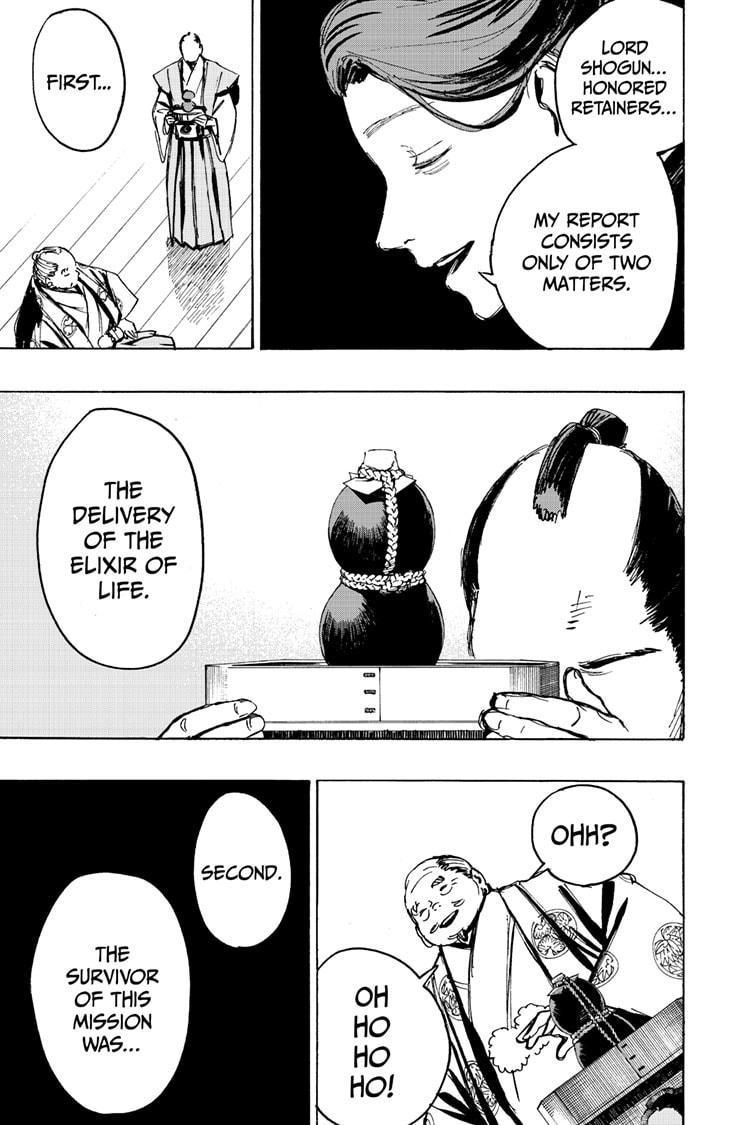 LORD
SHOGUN...
HONORED
RETAINERS...
MY REPORT
CONSISTS
ONLY OF TWO
MATTERS.
FIRST...
THE
DELIVERY
OF THE
ELIXIR OF
LIFE.
OHH?
OH
HO
HO
HO!
SECOND.
THE
SURVIVOR
OF THIS
MISSION
WAS...